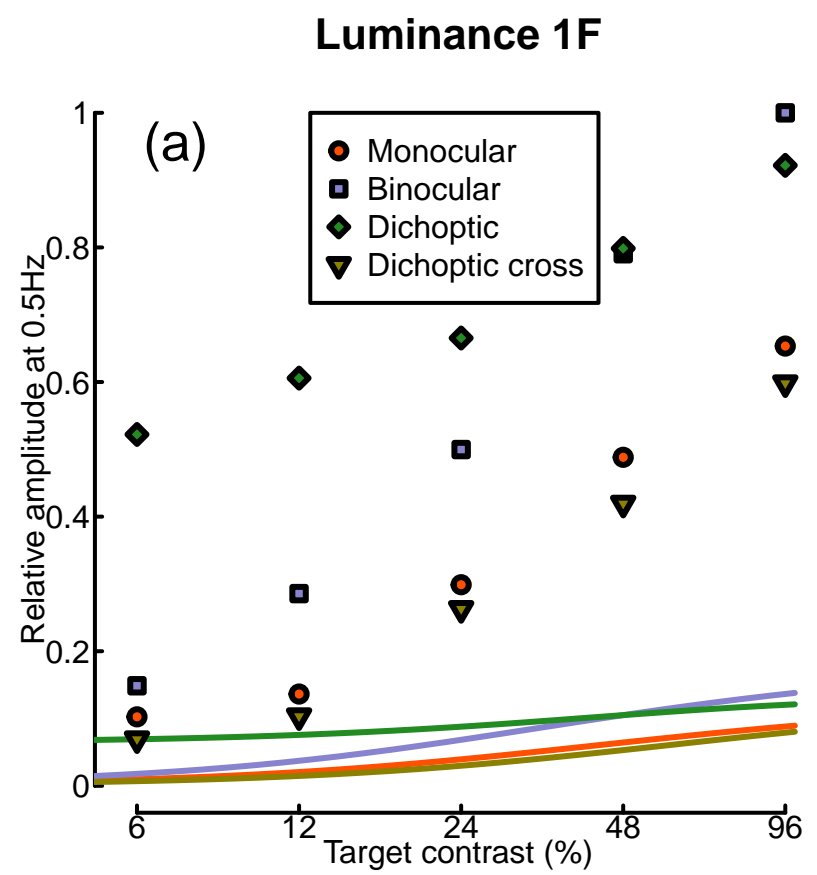 Luminance 1F
(a)
Monocular
Binocular
Dichoptic
Dichoptic cross
Relative amplitude at 0.5Hz
1
0.8
0.6
0.4
0.2
0
6 12 24 48 96
Target contrast (%)